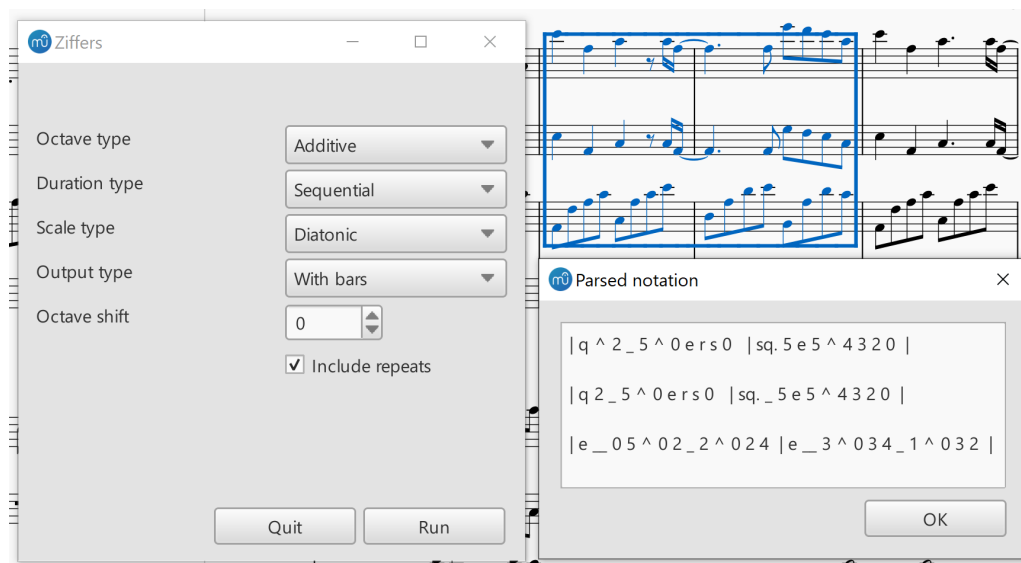 Ziffers
Octave type
Additive
Duration type
Sequential
Scale type
Diatonic
Output type
With bars
Octave shift
0
Include repeats
Quit
Run
Parsed notation
| q ^ 2 _ 5 ^ 0 e r s 0 | sq. 5 e 5 ^ 4 3 2 0 |
| q 2 _ 5 ^ 0 e r s 0 | sq. _ 5 e 5 ^ 4 3 2 0 |
| e __ 0 5 ^ 0 2 _ 2 ^ 0 2 4 | e __ 3 ^ 0 3 4 _ 1 ^ 0 3 2 |
OK